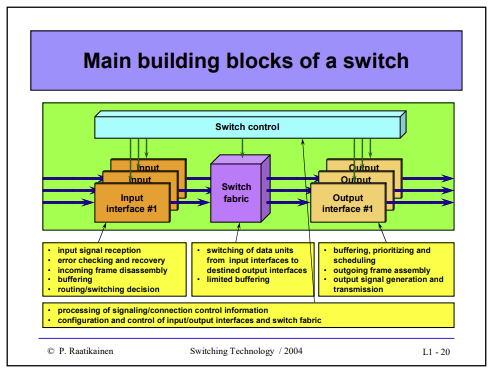 Main building blocks of a switch
Switch control
Input
Input
Input
interface #1
Switch
fabric
Output
Output
Output
interface #1
• input signal reception
• error checking and recovery
• incoming frame disassembly
• buffering
• routing/switching decision
• switching of data units
from input interfaces to
destined output interfaces
• limited buffering
• buffering, prioritizing and
scheduling
• outgoing frame assembly
• output signal generation and
transmission
• processing of signaling/connection control information
• configuration and control of input/output interfaces and switch fabric
© P. Raatikainen
Switching Technology / 2004
L1 - 20